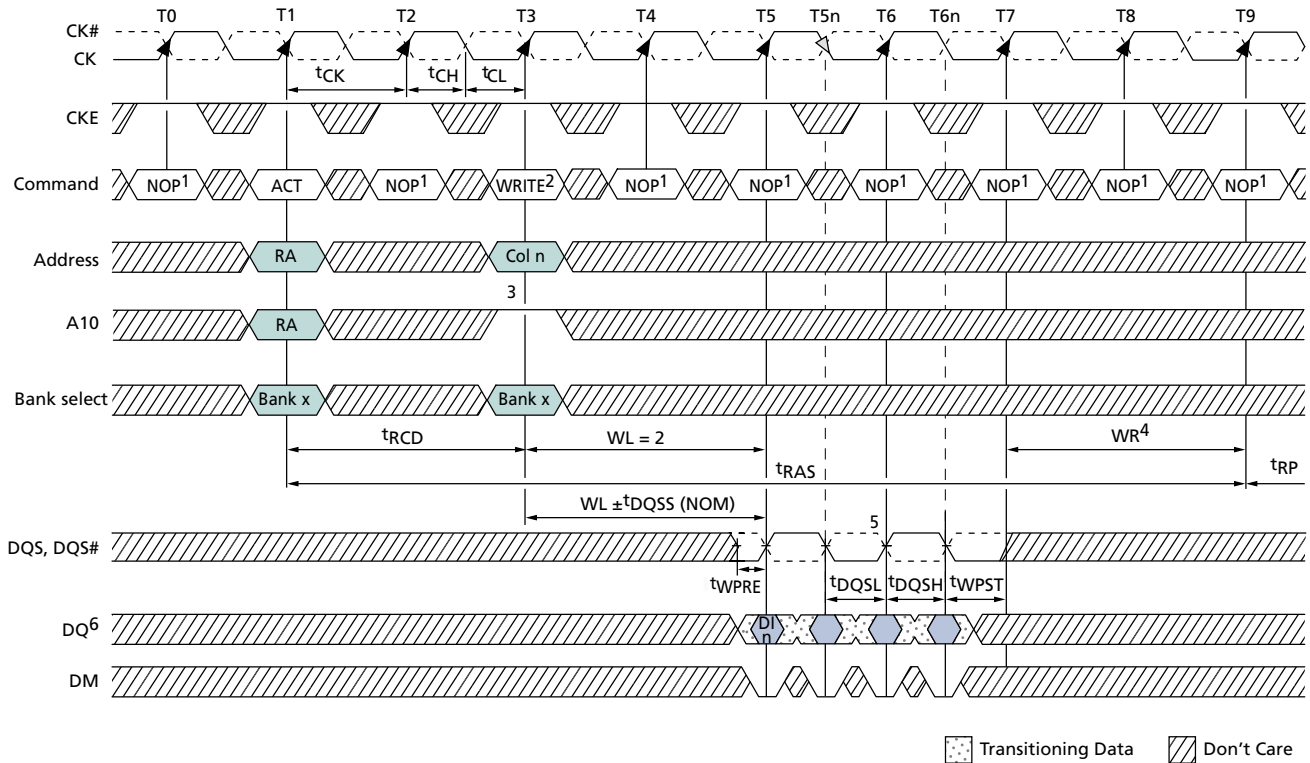 T0 T1 T2 T3 T4 T5 T5n T6 T6n T7 T8 T9
CK#
CK
tCK tCH tCL
CKE
Command NOP1 ACT NOP1 WRITE2 NOP1 NOP1 NOP1 NOP1 NOP1 NOP1
Address RA Col n
3
A10 RA
Bank select Bank x Bank x
tRCD WL = 2 WR4
tRAS tRP
WL ±tDQSS (NOM)
5
DQS, DQS#
tWPRE tDQSL tDQSH tWPST
DQ6 DI n
DM
Transitioning Data Don't Care